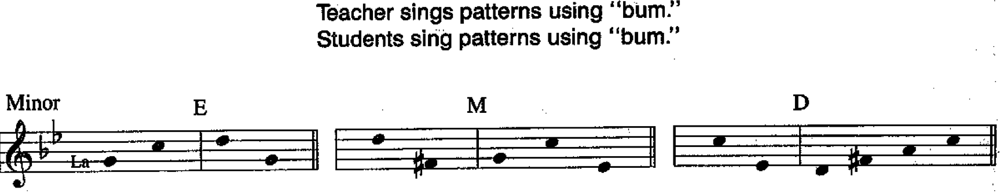 Teacher sings patterns using “bum.”
Students sing patterns using “bum.”
Minor E M D
La